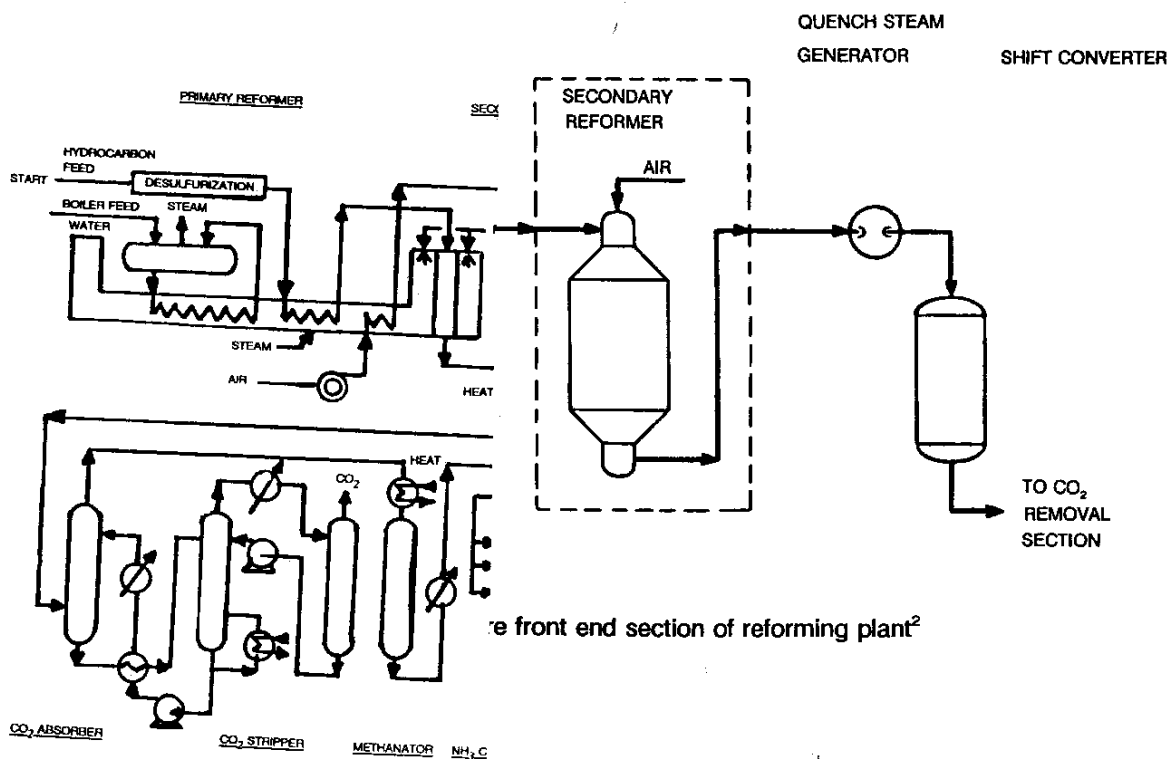 QUENCH STEAM
GENERATOR
SHIFT CONVERTER
PRIMARY REFORMER
SECONDARY
REFORMER
AIR
HYDROCARBON
FEED
START
DESULFURIZATION
BOILER FEED
STEAM
WATER
STEAM
AIR
HEAT
HEAT
CO₂
TO CO₂
REMOVAL
SECTION
re front end section of reforming plant²
CO₂ ABSORBER
CO₂ STRIPPER
METHANATOR
NH₃ C